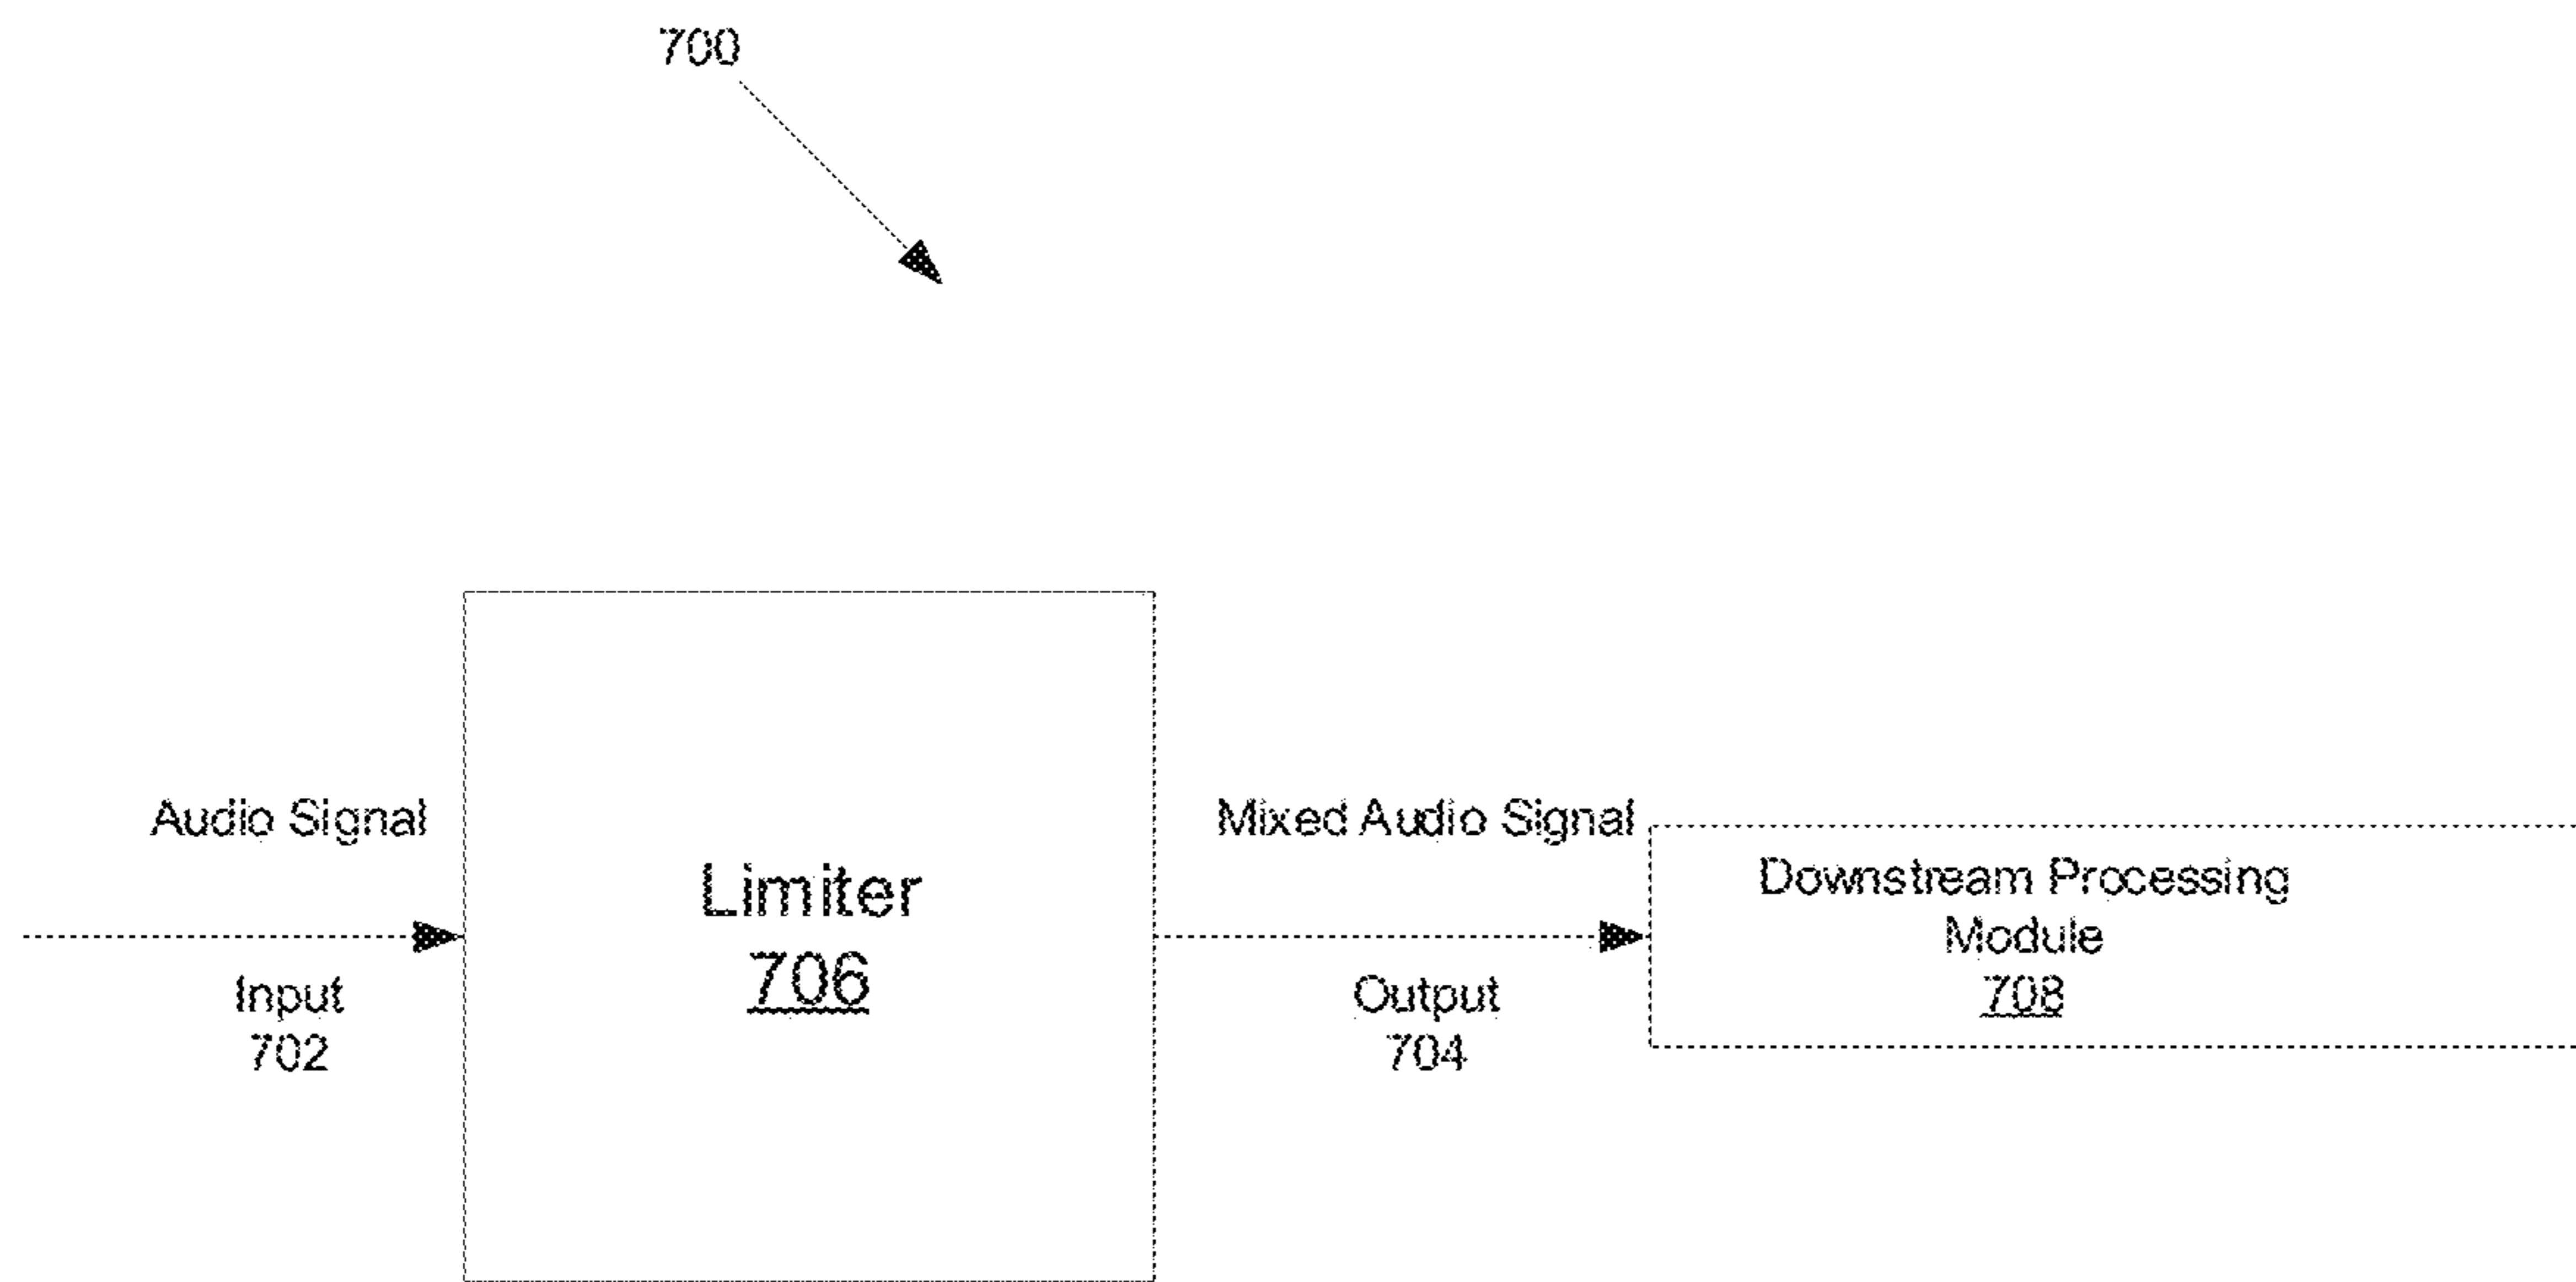 700
Audio Signal
Input
702
Limiter
706
Mixed Audio Signal
Output
704
Downstream Processing
Module
708